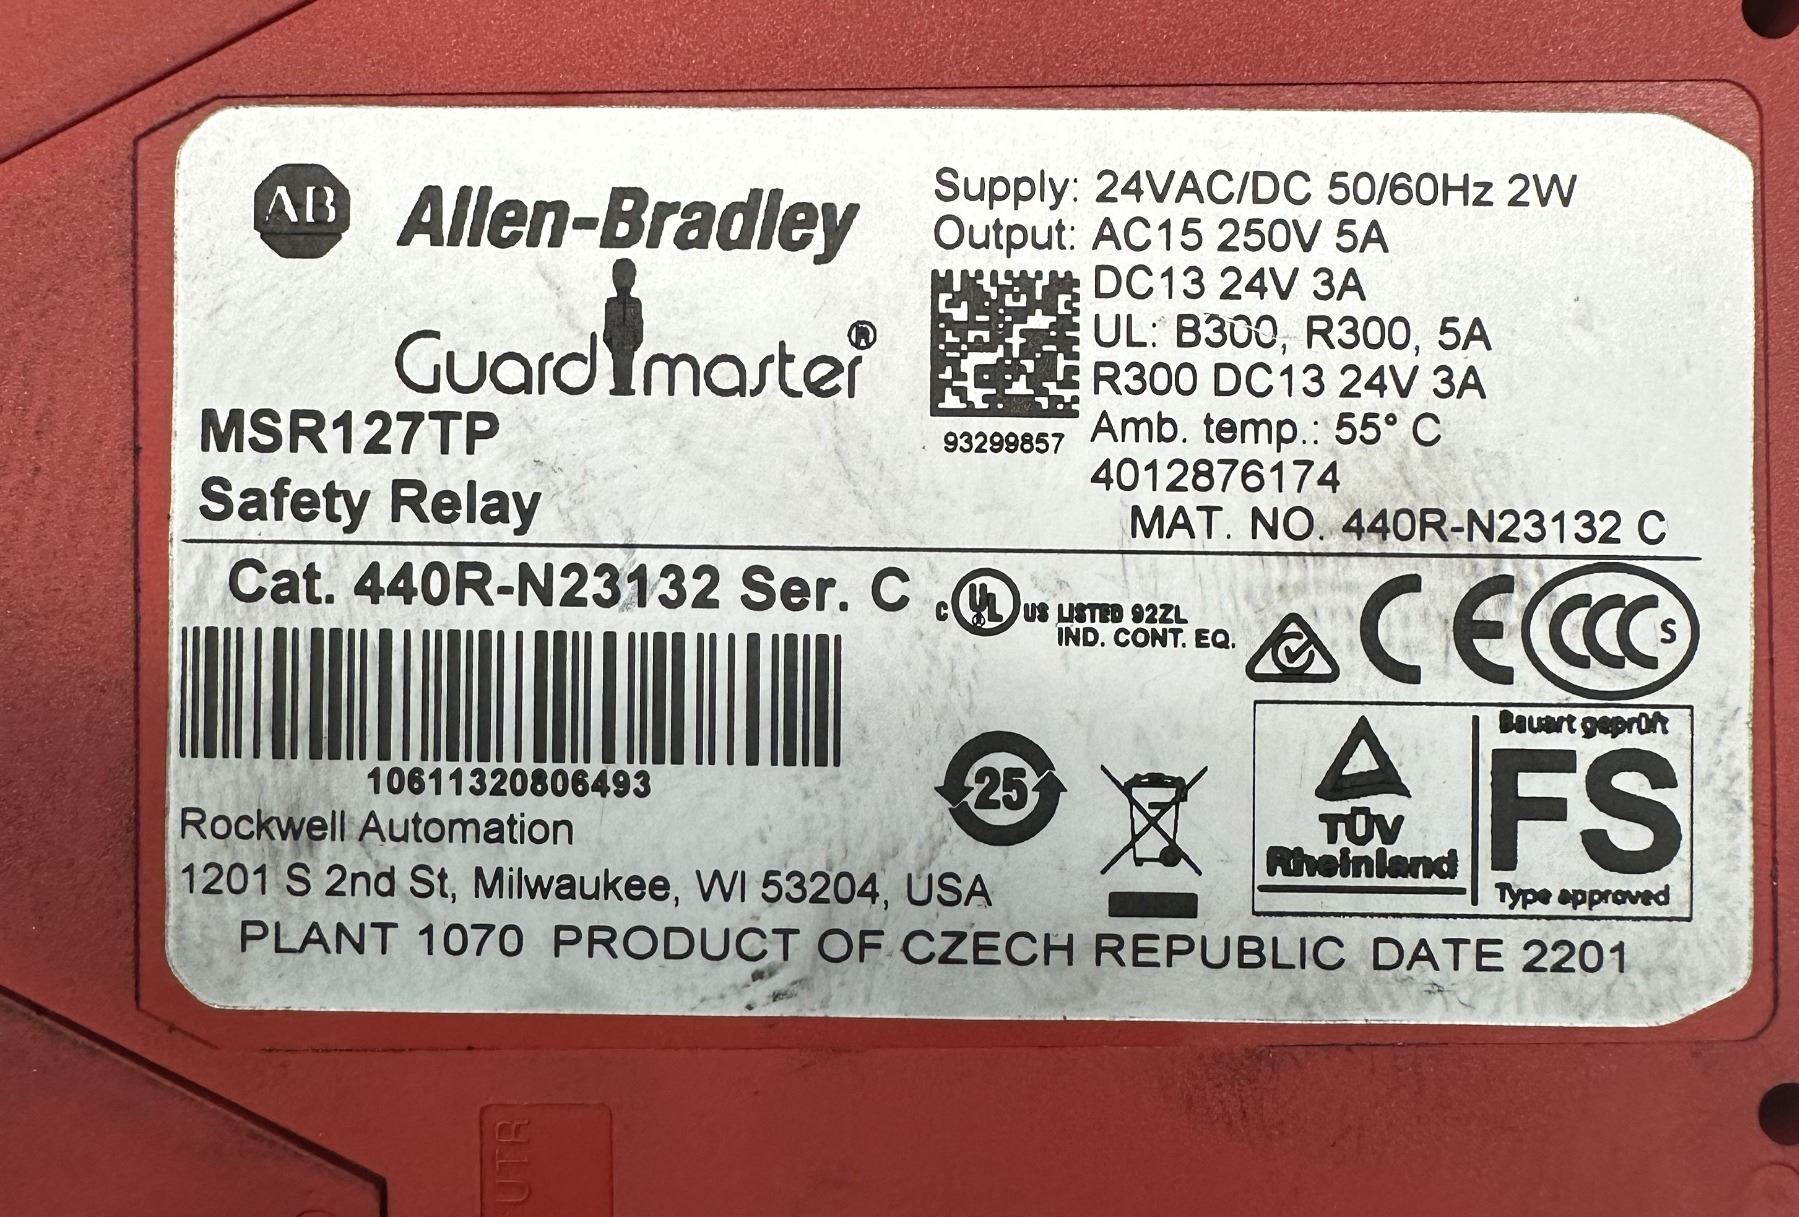 AB Allen-Bradley
Guardmaster®
MSR127TP
Safety Relay
Supply: 24VAC/DC 50/60Hz 2W
Output: AC15 250V 5A
DC13 24V 3A
UL: B300, R300, 5A
R300 DC13 24V 3A
93299857
Amb. temp.: 55° C
4012876174
MAT. NO. 440R-N23132 C
Cat. 440R-N23132 Ser. C
C UL US LISTED 92ZL
IND. CONT. EQ.
CE
CCC S
10611320806493
25
TÜV
Rheinland
Bauart geprüft
FS
Type approved
Rockwell Automation
1201 S 2nd St, Milwaukee, WI 53204, USA
PLANT 1070 PRODUCT OF CZECH REPUBLIC DATE 2201